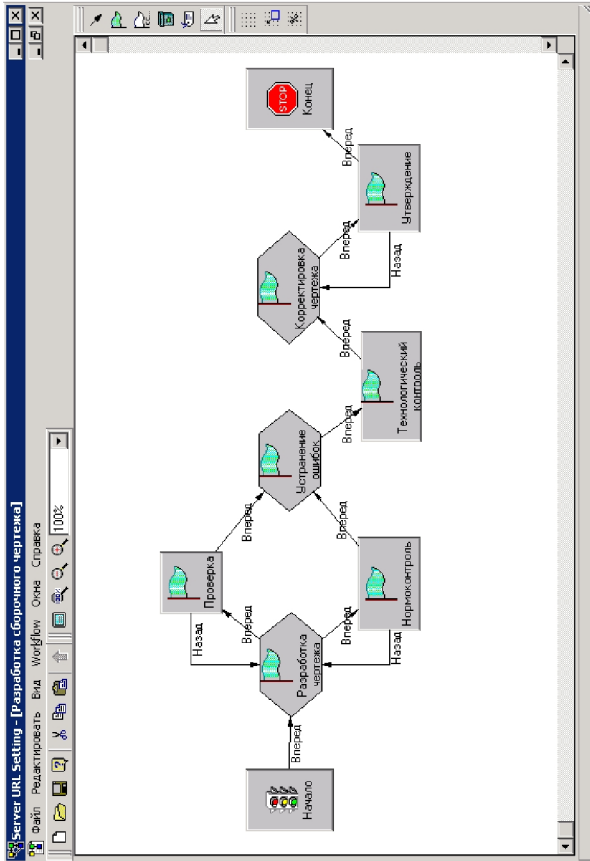 Server URL Setting - [Разработка сборочного чертежа]
Файл Редактировать Вид Workflow Окна Справка
100%
Начало
Вперед
Разработка
чертежа
Назад
Вперед
Проверка
Вперед
Вперед
Назад
Нормоконтроль
Вперед
Устранение
ошибок
Вперед
Технологический
контроль
Вперед
Корректировка
чертежа
Вперед
Назад
Утверждение
Вперед
STOP
Конец